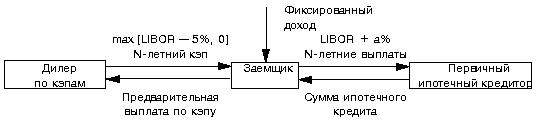 Фиксированный
доход
max [LIBOR — 5%, 0]
N-летний кэп
LIBOR + a%
N-летние выплаты
Дилер
по кэпам
Заемщик
Первичный
ипотечный кредитор
Предварительная
выплата по кэпу
Сумма ипотечного
кредита